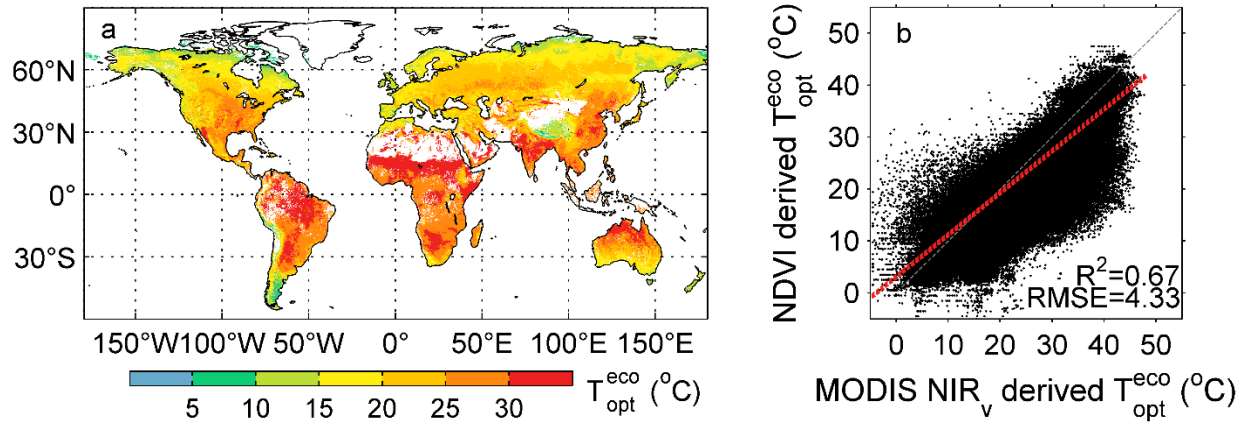 a
60°N
30°N
0°
30°S
150°W 100°W 50°W 0° 50°E 100°E 150°E
5 10 15 20 25 30
T_opt^eco (°C)
b
NDVI derived T_opt^eco (°C)
50
40
30
20
10
0
R²=0.67
RMSE=4.33
0 10 20 30 40 50
MODIS NIR_v derived T_opt^eco (°C)